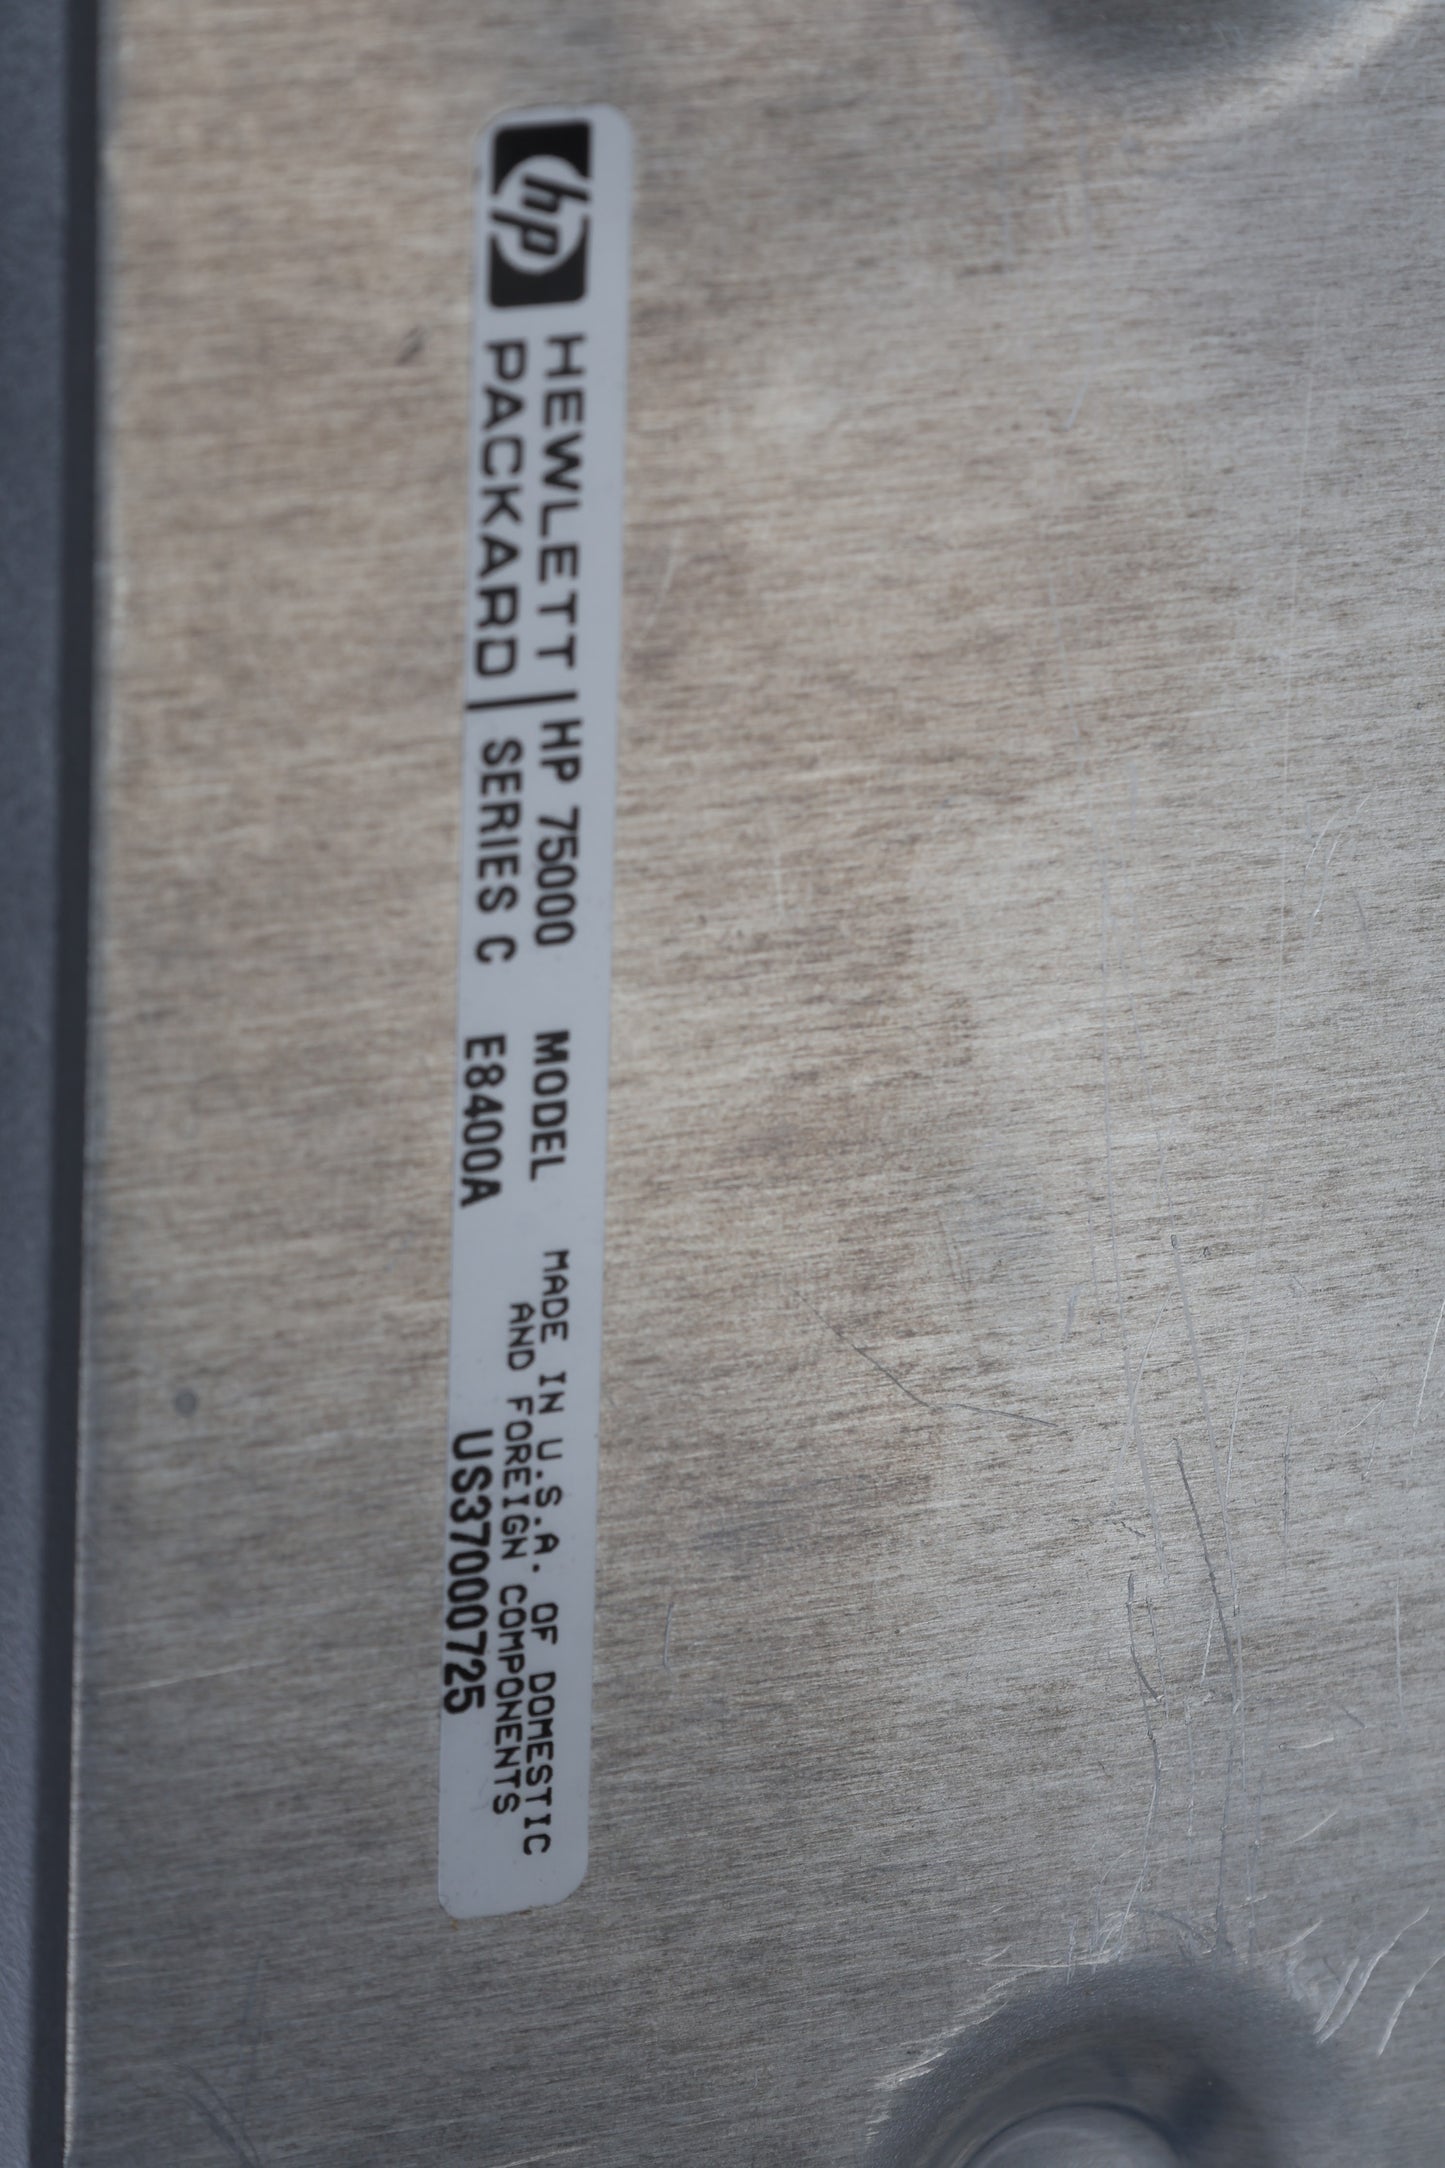 hp
HEWLETT
PACKARD
HP 75000
SERIES C
MODEL
E8400A
MADE IN U.S.A. OF DOMESTIC
AND FOREIGN COMPONENTS
US37000725